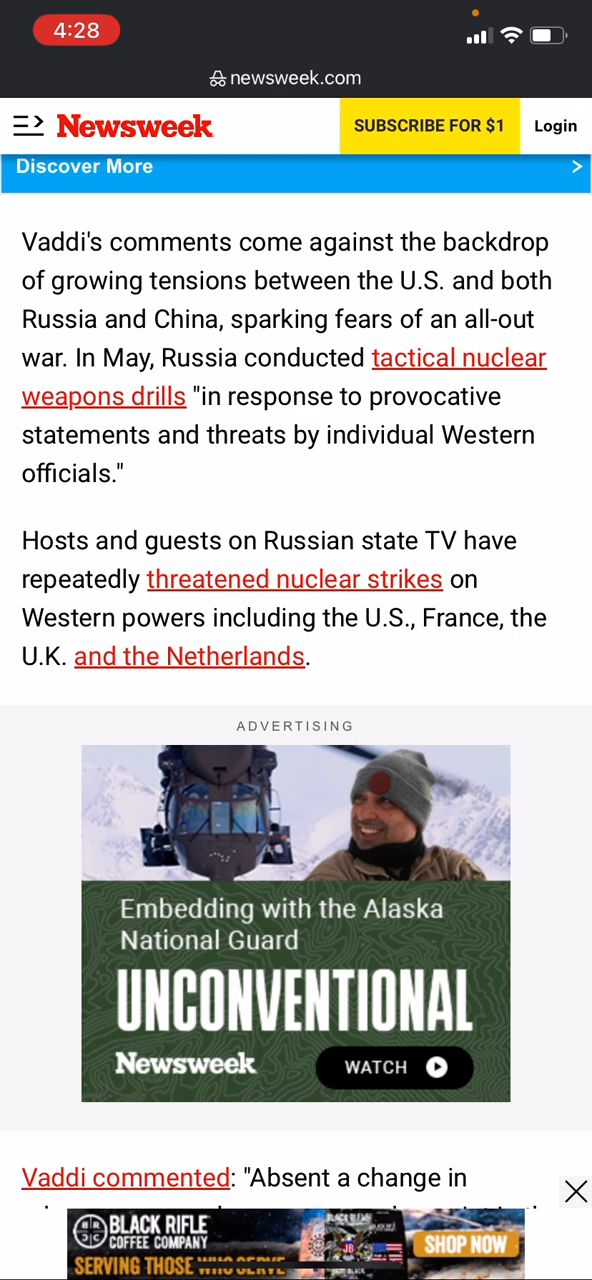 4:28
newsweek.com
Newsweek
SUBSCRIBE FOR $1
Login
Discover More
Vaddi's comments come against the backdrop
of growing tensions between the U.S. and both
Russia and China, sparking fears of an all-out
war. In May, Russia conducted tactical nuclear
weapons drills "in response to provocative
statements and threats by individual Western
officials."
Hosts and guests on Russian state TV have
repeatedly threatened nuclear strikes on
Western powers including the U.S., France, the
U.K. and the Netherlands.
ADVERTISING
Embedding with the Alaska
National Guard
UNCONVENTIONAL
Newsweek
WATCH
Vaddi commented: "Absent a change in
BLACK RIFLE
COFFEE COMPANY
SERVING THOSE WHO SERVE
SHOP NOW